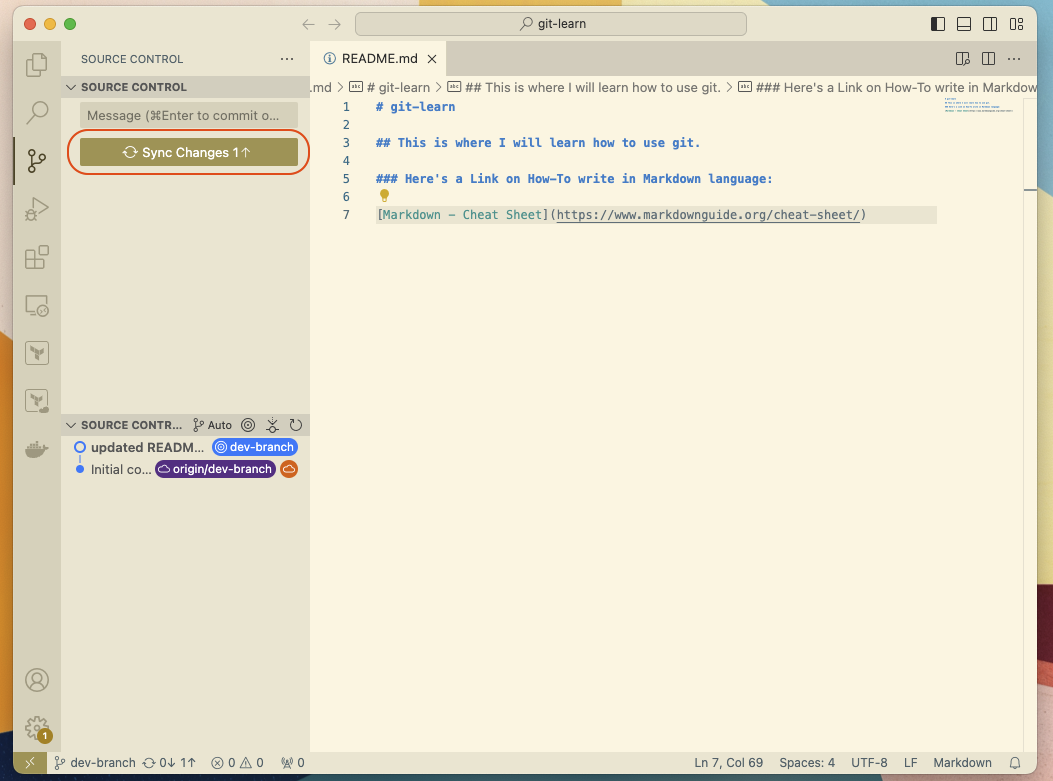 git-learn
SOURCE CONTROL
SOURCE CONTROL
Message (⌘Enter to commit o...
Sync Changes 1↑
SOURCE CONTR...
Auto
updated READM... dev-branch
Initial co... origin/dev-branch
README.md
.md > # git-learn > ## This is where I will learn how to use git. > ### Here's a Link on How-To write in Markdow
1 # git-learn
2
3 ## This is where I will learn how to use git.
4
5 ### Here's a Link on How-To write in Markdown language:
6
7 [Markdown - Cheat Sheet](https://www.markdownguide.org/cheat-sheet/)
1
dev-branch 0↓ 1↑ 0 0 0 Ln 7, Col 69 Spaces: 4 UTF-8 LF Markdown